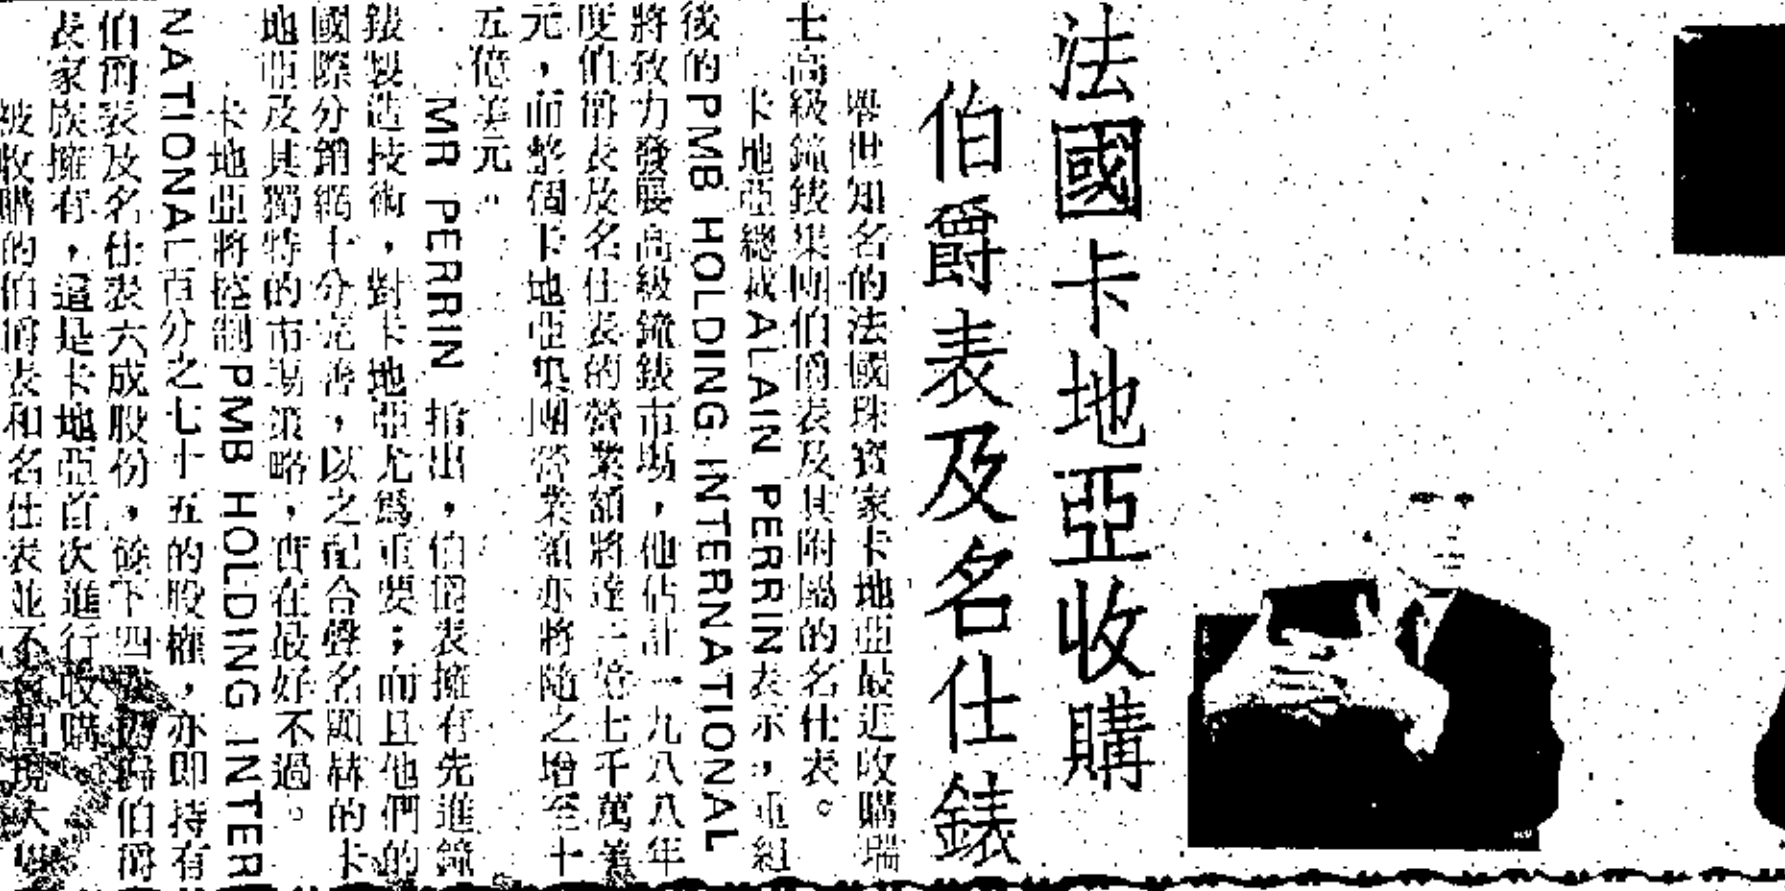 法國卡地亞收購
伯爵表及名仕錶
舉世知名的法國珠寶家卡地亞最近收購瑞
士高級鐘錶集團伯爵表及其附屬的名仕表。
卡地亞總裁ALAIN PERRIN表示，重組
後的PMB HOLDING INTERNATIONAL
將致力發展高級鐘錶市場，他估計一九八八年
度伯爵表及名仕表的營業額將達二億七千萬美
元，而整個卡地亞集團營業額亦將隨之增至十
五億美元。
MR PERRIN 指出，伯爵表擁有先進鐘
錶製造技術，對卡地亞尤為重要；而且他們的
國際分銷網十分完善，以之配合聲名顯赫的卡
地亞及其獨特的市場策略，實在最好不過。
卡地亞將控制 PMB HOLDING INTER
NATIONAL百分之七十五的股權，亦即持有
伯爵表及名仕表六成股份，餘下四成仍歸伯爵
表家族擁有，這是卡地亞首次進行收購
被收購的伯爵表和名仕表並不會出現大